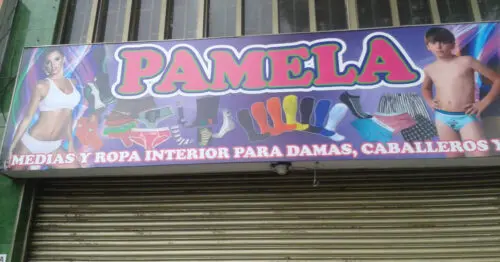 PAMELA
MEDIAS Y ROPA INTERIOR PARA DAMAS, CABALLEROS Y